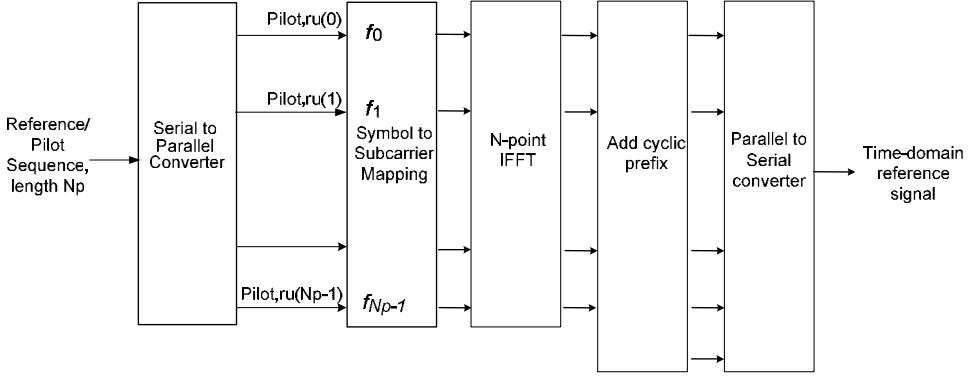 Reference/
Pilot
Sequence,
length Np
Serial to
Parallel
Converter
Pilot,ru(0)
Pilot,ru(1)
Pilot,ru(Np-1)
f0
f1
Symbol to
Subcarrier
Mapping
fNp-1
N-point
IFFT
Add cyclic
prefix
Parallel to
Serial
converter
Time-domain
reference
signal